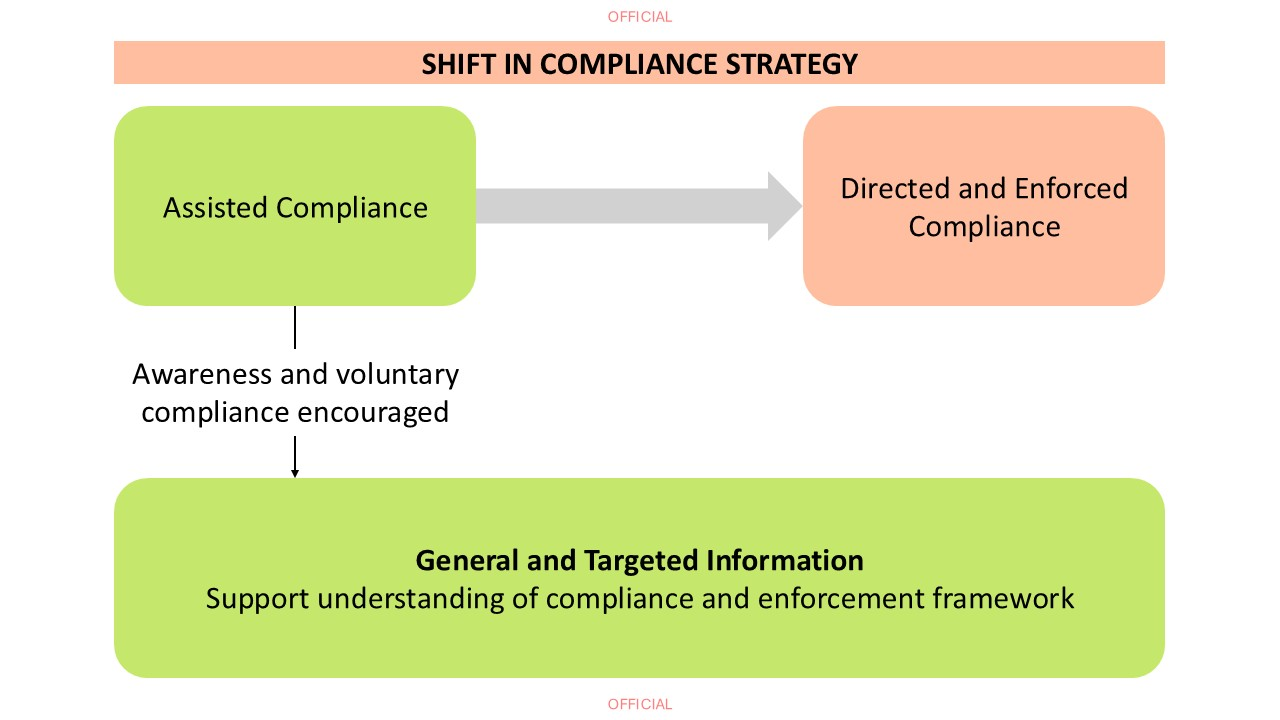 OFFICIAL
SHIFT IN COMPLIANCE STRATEGY
Assisted Compliance
Directed and Enforced
Compliance
Awareness and voluntary
compliance encouraged
General and Targeted Information
Support understanding of compliance and enforcement framework
OFFICIAL